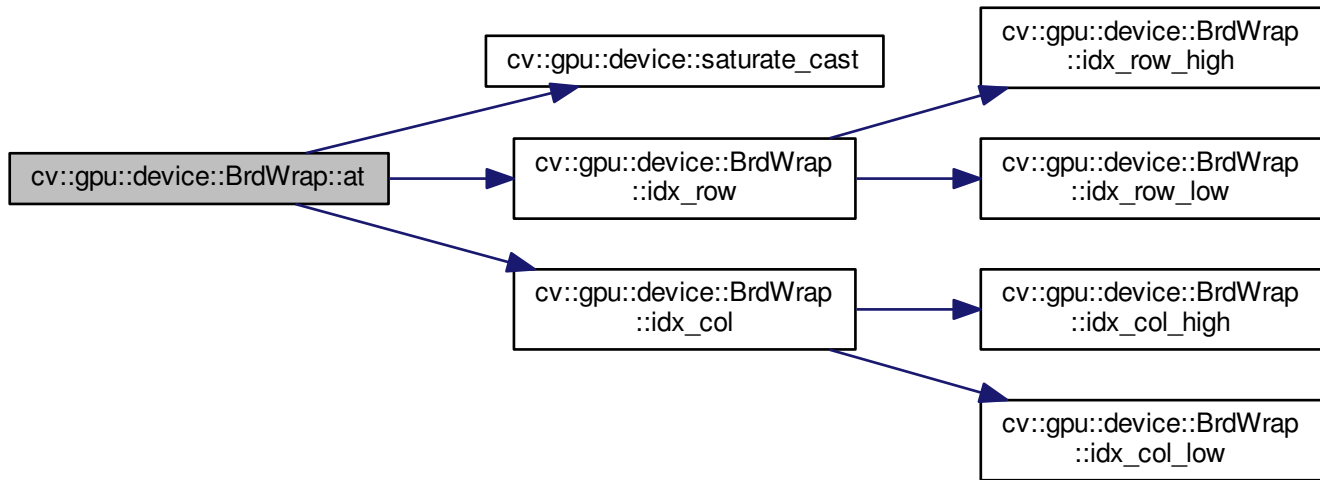 cv::gpu::device::BrdWrap::at
cv::gpu::device::saturate_cast
cv::gpu::device::BrdWrap
::idx_row
cv::gpu::device::BrdWrap
::idx_col
cv::gpu::device::BrdWrap
::idx_row_high
cv::gpu::device::BrdWrap
::idx_row_low
cv::gpu::device::BrdWrap
::idx_col_high
cv::gpu::device::BrdWrap
::idx_col_low